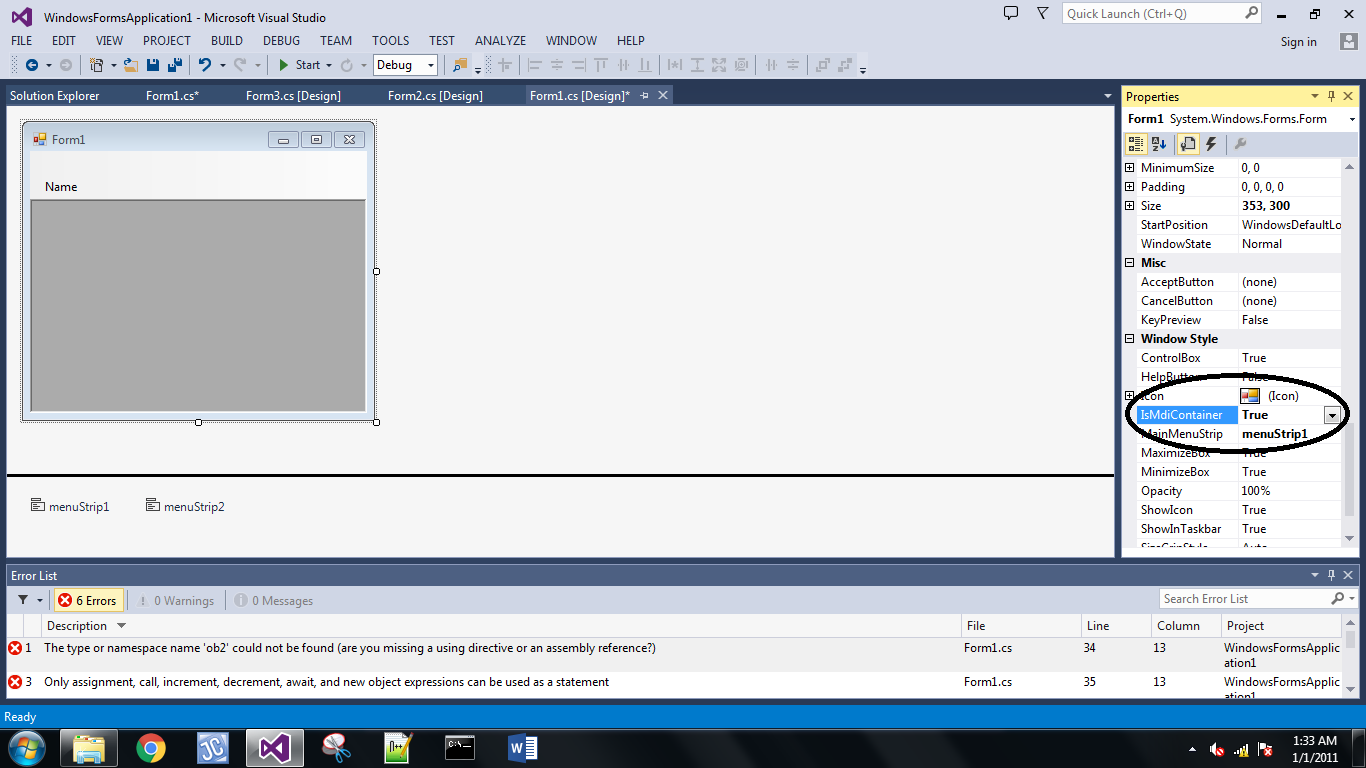 WindowsFormsApplication1 - Microsoft Visual Studio
Quick Launch (Ctrl+Q)
FILE EDIT VIEW PROJECT BUILD DEBUG TEAM TOOLS TEST ANALYZE WINDOW HELP
Sign in
Start Debug
Solution Explorer Form1.cs* Form3.cs [Design] Form2.cs [Design] Form1.cs [Design]*
Form1
Name
menuStrip1 menuStrip2
Properties
Form1 System.Windows.Forms.Form
MinimumSize 0, 0
Padding 0, 0, 0, 0
Size 353, 300
StartPosition WindowsDefaultLo
WindowState Normal
Misc
AcceptButton (none)
CancelButton (none)
KeyPreview False
Window Style
ControlBox True
HelpButton False
Icon (Icon)
IsMdiContainer True
MainMenuStrip menuStrip1
MaximizeBox True
MinimizeBox True
Opacity 100%
ShowIcon True
ShowInTaskbar True
SizeGripStyle Auto
Error List
6 Errors 0 Warnings 0 Messages
Search Error List
Description File Line Column Project
1 The type or namespace name 'ob2' could not be found (are you missing a using directive or an assembly reference?) Form1.cs 34 13 WindowsFormsApplic
ation1
3 Only assignment, call, increment, decrement, await, and new object expressions can be used as a statement Form1.cs 35 13 WindowsFormsApplic
ation1
Ready
1:33 AM
1/1/2011